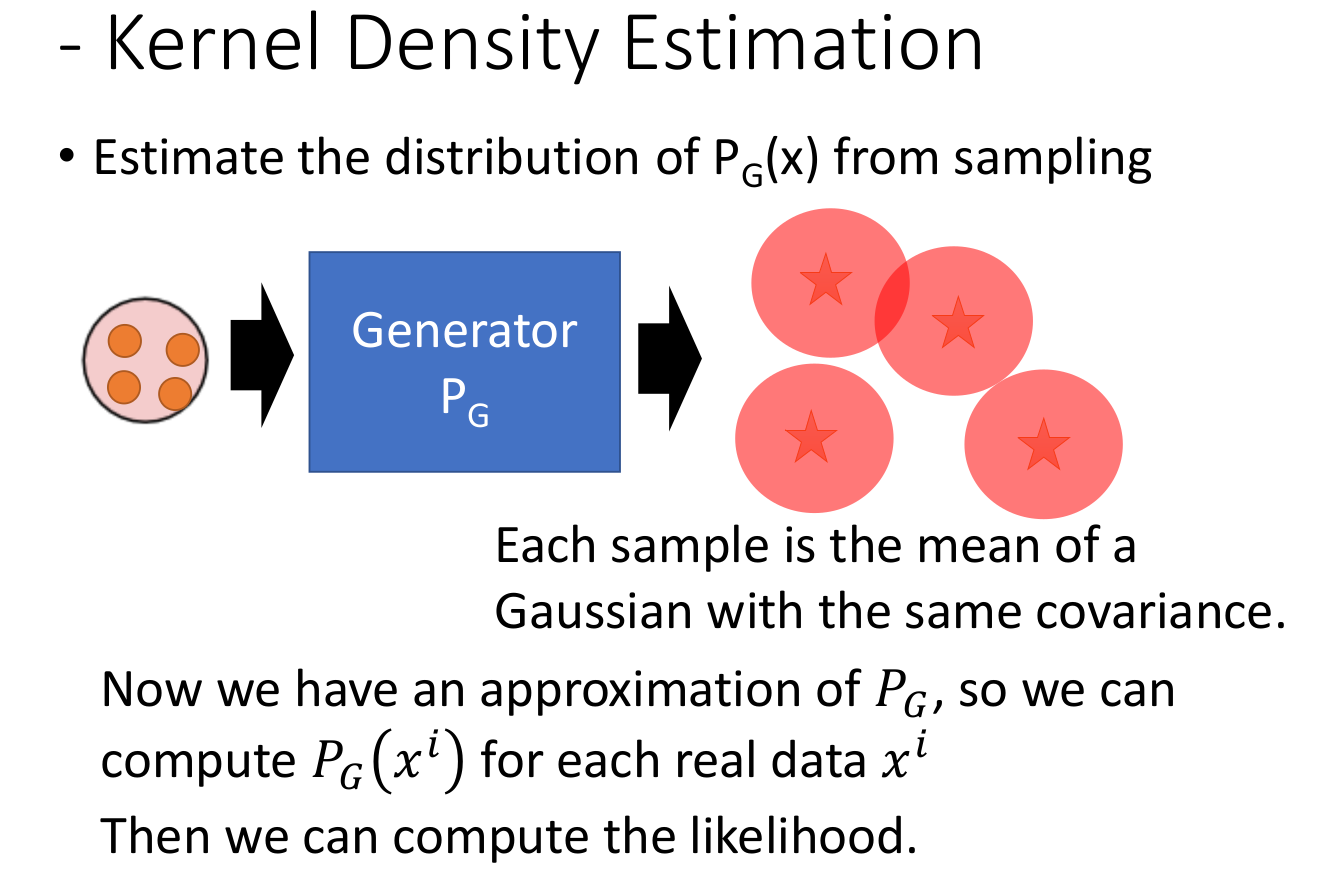 - Kernel Density Estimation
• Estimate the distribution of P_G(x) from sampling
Generator
P_G
Each sample is the mean of a
Gaussian with the same covariance.
Now we have an approximation of P_G, so we can
compute P_G(x^i) for each real data x^i
Then we can compute the likelihood.